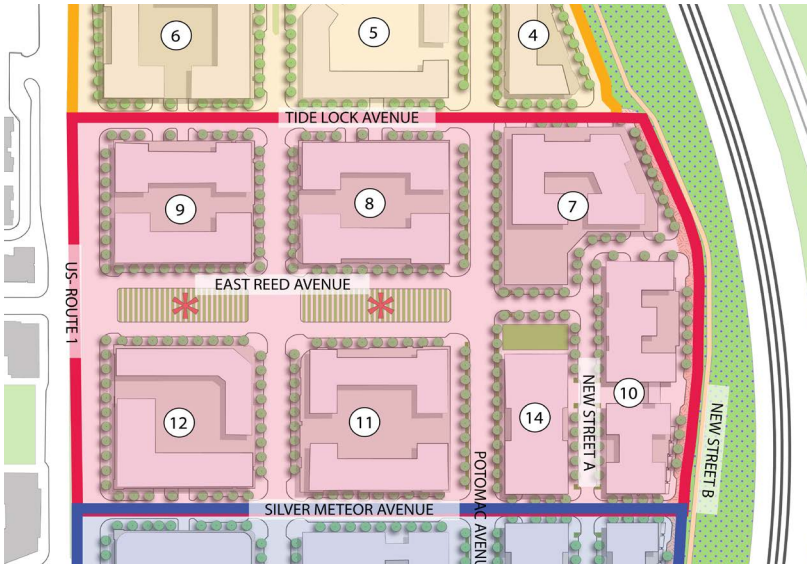 6
5
4
TIDE LOCK AVENUE
9
8
7
US- ROUTE 1
EAST REED AVENUE
12
11
14
NEW STREET A
10
NEW STREET B
POTOMAC AVENU
SILVER METEOR AVENUE